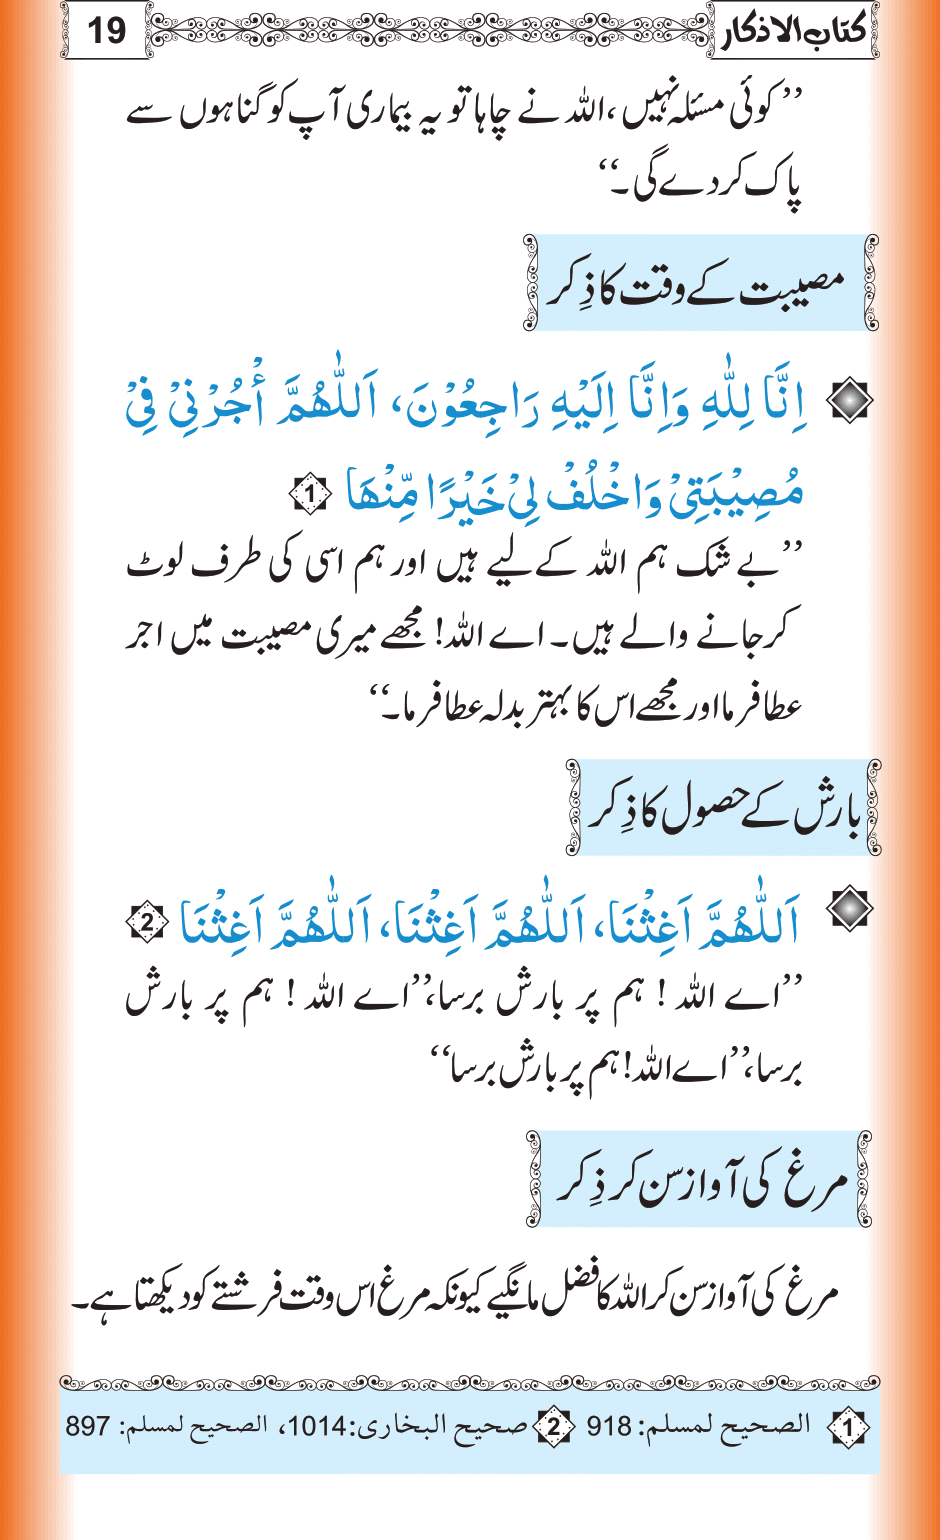 کتاب الاذکار 19
’’کوئی مسئلہ نہیں، اللہ نے چاہا تو یہ بیماری آپ کو گناہوں سے
پاک کردے گی۔‘‘
مصیبت کے وقت کا ذِکر
اِنَّا لِلّٰهِ وَاِنَّا اِلَيْهِ رَاجِعُوْنَ، اَللّٰهُمَّ أْجُرْنِيْ فِيْ
مُصِيْبَتِيْ وَاخْلُفْ لِيْ خَيْرًا مِّنْهَا 1
’’بے شک ہم اللہ کے لیے ہیں اور ہم اسی کی طرف لوٹ
کرجانے والے ہیں۔ اے اللہ! مجھے میری مصیبت میں اجر
عطا فرما اور مجھے اس کا بہتر بدلہ عطا فرما۔‘‘
بارش کے حصول کا ذِکر
اَللّٰهُمَّ اَغِثْنَا، اَللّٰهُمَّ اَغِثْنَا، اَللّٰهُمَّ اَغِثْنَا 2
’’اے اللہ ! ہم پر بارش برسا،’’اے اللہ ! ہم پر بارش
برسا،’’اے اللہ! ہم پر بارش برسا‘‘
مرغ کی آواز سن کر ذِکر
مرغ کی آواز سن کر اللہ کا فضل مانگیے کیونکہ مرغ اس وقت فرشتے کو دیکھتا ہے۔
1 الصحیح لمسلم: 918 2 صحیح البخاری: 1014، الصحیح لمسلم: 897